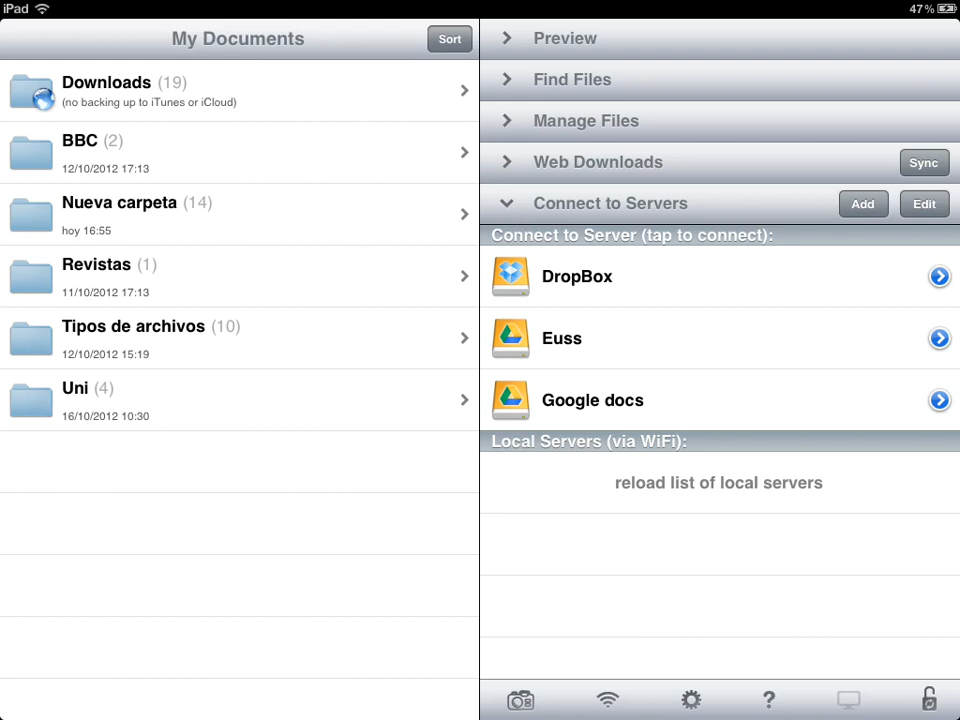 iPad
47%
My Documents
Sort
Downloads (19)
(no backing up to iTunes or iCloud)
BBC (2)
12/10/2012 17:13
Nueva carpeta (14)
hoy 16:55
Revistas (1)
11/10/2012 17:13
Tipos de archivos (10)
12/10/2012 15:19
Uni (4)
16/10/2012 10:30
Preview
Find Files
Manage Files
Web Downloads
Sync
Connect to Servers
Add
Edit
Connect to Server (tap to connect):
DropBox
Euss
Google docs
Local Servers (via WiFi):
reload list of local servers
?